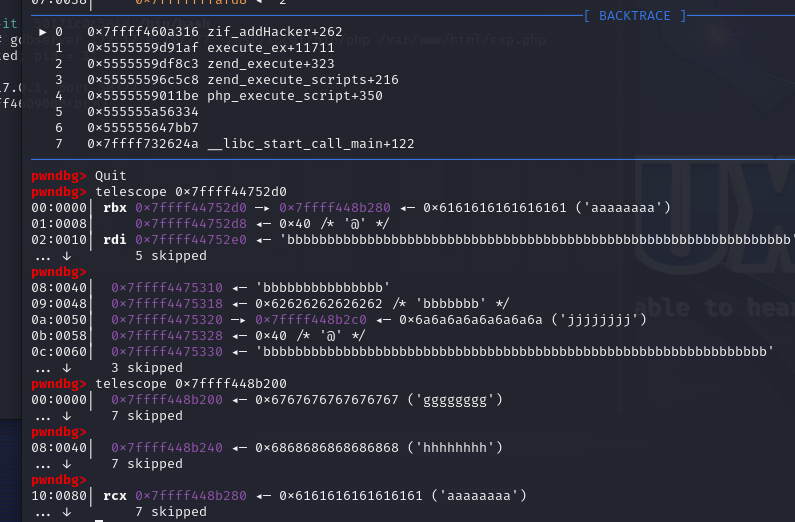 [ BACKTRACE ]
► 0 0×7ffff460a316 zif_addHacker+262
1 0×5555559d91af execute_ex+11711
2 0×5555559df8c3 zend_execute+323
3 0×55555596c5c8 zend_execute_scripts+216
4 0×5555559011be php_execute_script+350
5 0×555555a56334
6 0×555555647bb7
7 0×7ffff732624a __libc_start_call_main+122
pwndbg> Quit
pwndbg> telescope 0×7ffff44752d0
00:0000│ rbx 0×7ffff44752d0 —▸ 0×7ffff448b280 ◂— 0×6161616161616161 ('aaaaaaaa')
01:0008│ 0×7ffff44752d8 ◂— 0×40 /* '@' */
02:0010│ rdi 0×7ffff44752e0 ◂— 'bbbbbbbbbbbbbbbbbbbbbbbbbbbbbbbbbbbbbbbbbbbbbbbbbbbbbbbbbbbbbbb'
... ↓ 5 skipped
pwndbg>
08:0040│ 0×7ffff4475310 ◂— 'bbbbbbbbbbbbbbb'
09:0048│ 0×7ffff4475318 ◂— 0×62626262626262 /* 'bbbbbbb' */
0a:0050│ 0×7ffff4475320 —▸ 0×7ffff448b2c0 ◂— 0×6a6a6a6a6a6a6a6a ('jjjjjjjj')
0b:0058│ 0×7ffff4475328 ◂— 0×40 /* '@' */
0c:0060│ 0×7ffff4475330 ◂— 'bbbbbbbbbbbbbbbbbbbbbbbbbbbbbbbbbbbbbbbbbbbbbbbbbbbbbbbbbbbbbbb'
... ↓ 3 skipped
pwndbg> telescope 0×7ffff448b200
00:0000│ 0×7ffff448b200 ◂— 0×6767676767676767 ('gggggggg')
... ↓ 7 skipped
pwndbg>
08:0040│ 0×7ffff448b240 ◂— 0×6868686868686868 ('hhhhhhhh')
... ↓ 7 skipped
pwndbg>
10:0080│ rcx 0×7ffff448b280 ◂— 0×6161616161616161 ('aaaaaaaa')
... ↓ 7 skipped